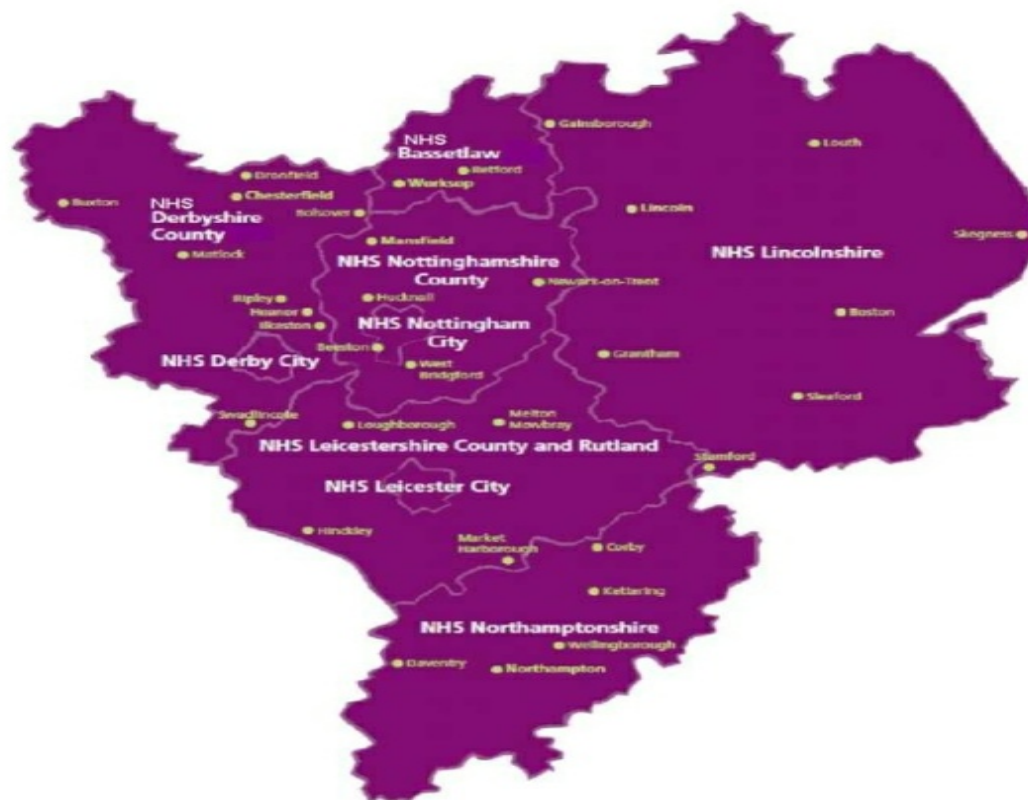 Gainsborough
NHS
Bassetlaw
Louth
Retford
Worksop
Dronfield
Chesterfield
Buxton
NHS
Derbyshire
County
Bolsover
Lincoln
Skegness
Mansfield
Matlock
NHS Lincolnshire
NHS Nottinghamshire
County
Newark-on-Trent
Ripley
Hucknall
Heanor
Boston
Ilkeston
NHS Nottingham
City
Beeston
NHS Derby City
West
Bridgford
Grantham
Sleaford
Swadlincote
Loughborough
Melton
Mowbray
NHS Leicestershire County and Rutland
Stamford
NHS Leicester City
Hinckley
Market
Harborough
Corby
Kettering
NHS Northamptonshire
Wellingborough
Daventry
Northampton